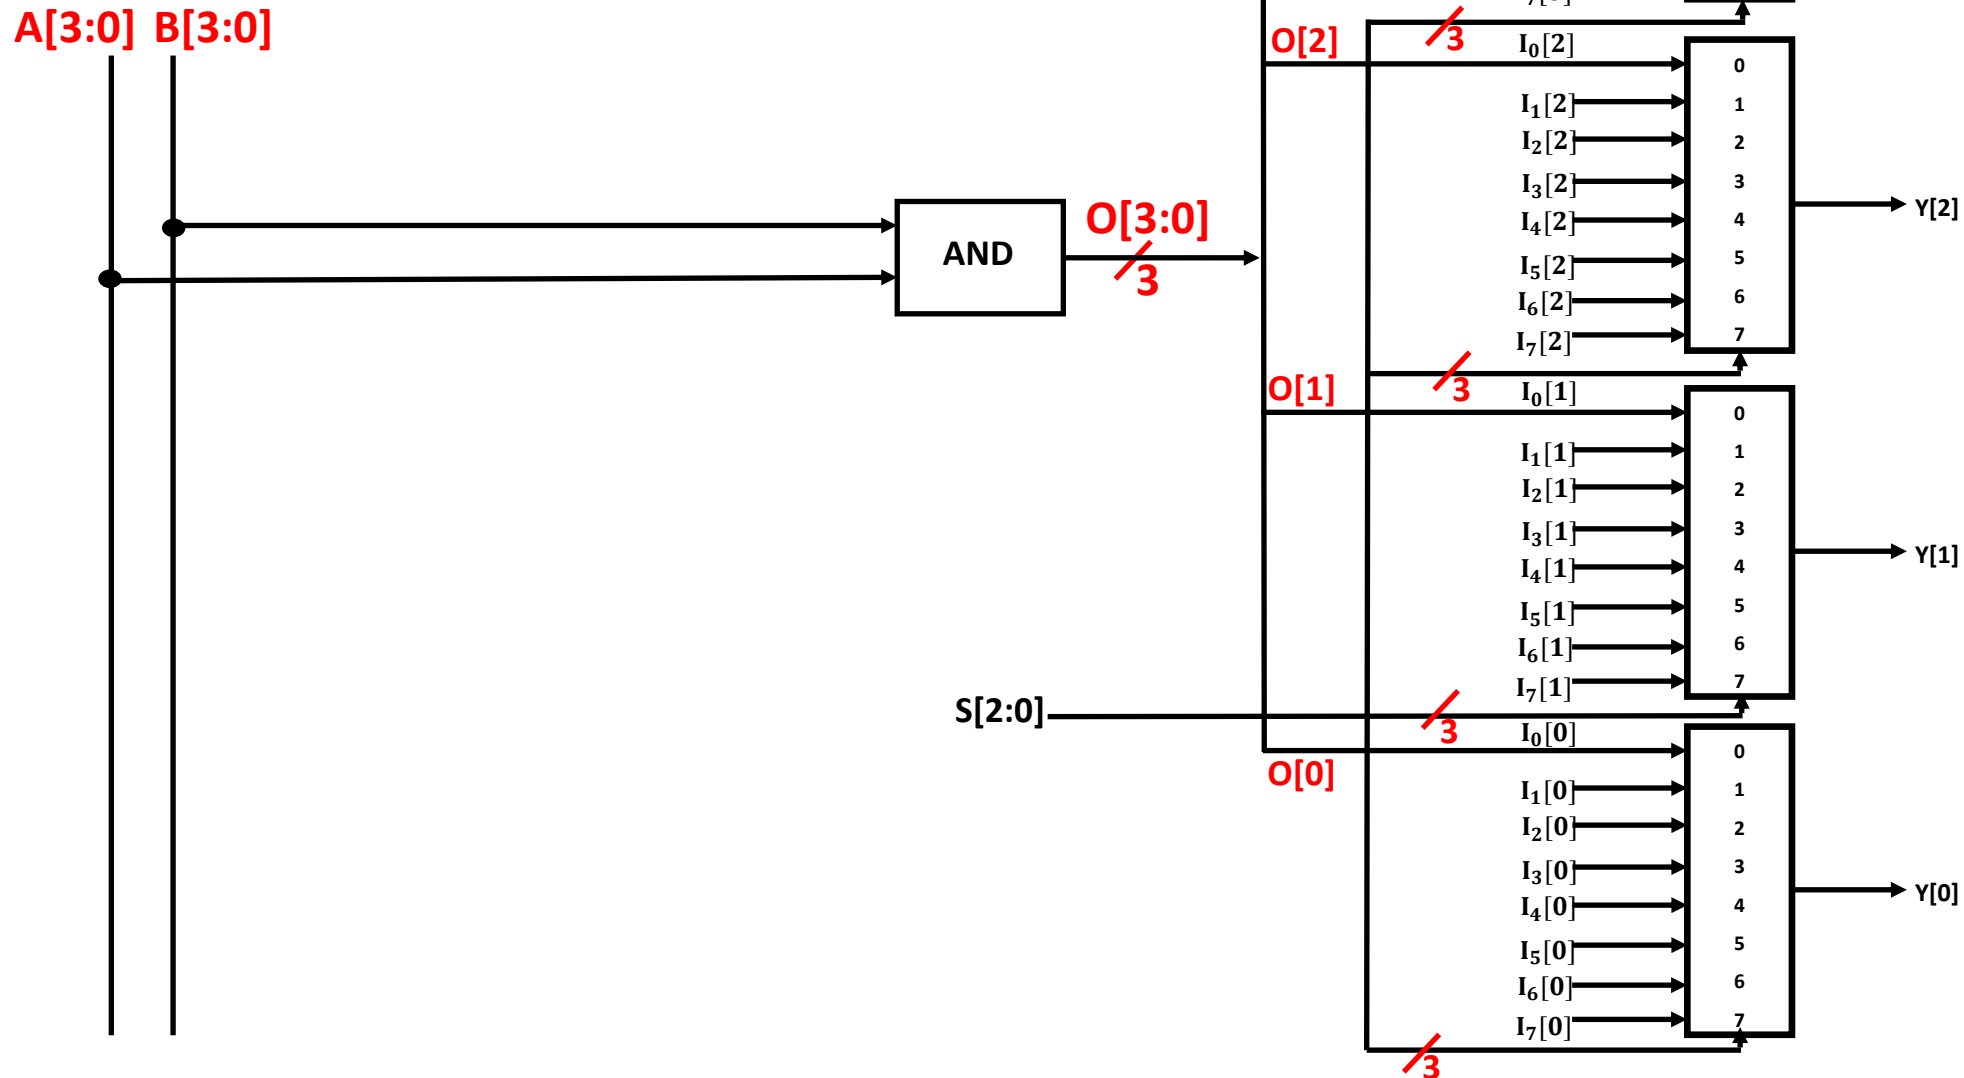 A[3:0] B[3:0]
AND
O[3:0]
3
S[2:0]
3
O[2]
I₀[2]
I₁[2]
I₂[2]
I₃[2]
I₄[2]
I₅[2]
I₆[2]
I₇[2]
0
1
2
3
4
5
6
7
Y[2]
3
O[1]
I₀[1]
I₁[1]
I₂[1]
I₃[1]
I₄[1]
I₅[1]
I₆[1]
I₇[1]
0
1
2
3
4
5
6
7
Y[1]
3
O[0]
I₀[0]
I₁[0]
I₂[0]
I₃[0]
I₄[0]
I₅[0]
I₆[0]
I₇[0]
0
1
2
3
4
5
6
7
Y[0]
3